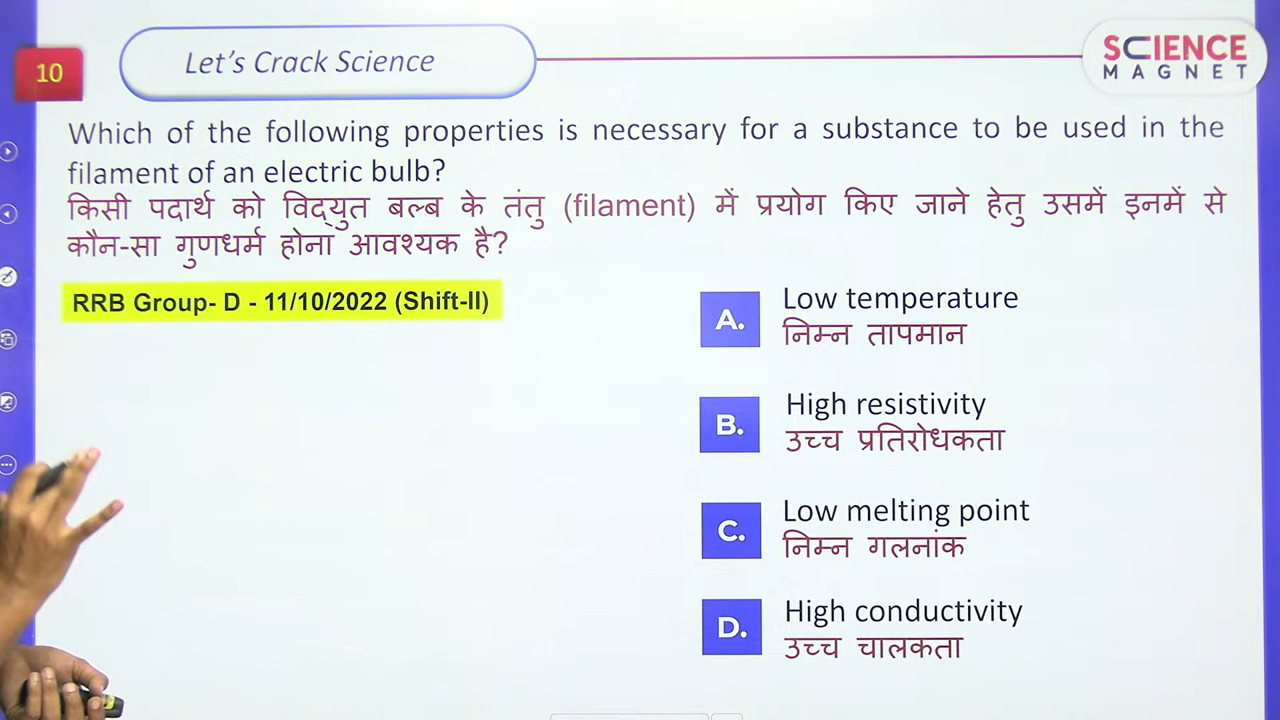 10
Let's Crack Science
SCIENCE
MAGNET
Which of the following properties is necessary for a substance to be used in the
filament of an electric bulb?
किसी पदार्थ को विद्युत बल्ब के तंतु (filament) में प्रयोग किए जाने हेतु उसमें इनमें से
कौन-सा गुणधर्म होना आवश्यक है?
RRB Group- D - 11/10/2022 (Shift-II)
A. Low temperature
निम्न तापमान
B. High resistivity
उच्च प्रतिरोधकता
C. Low melting point
निम्न गलनांक
D. High conductivity
उच्च चालकता